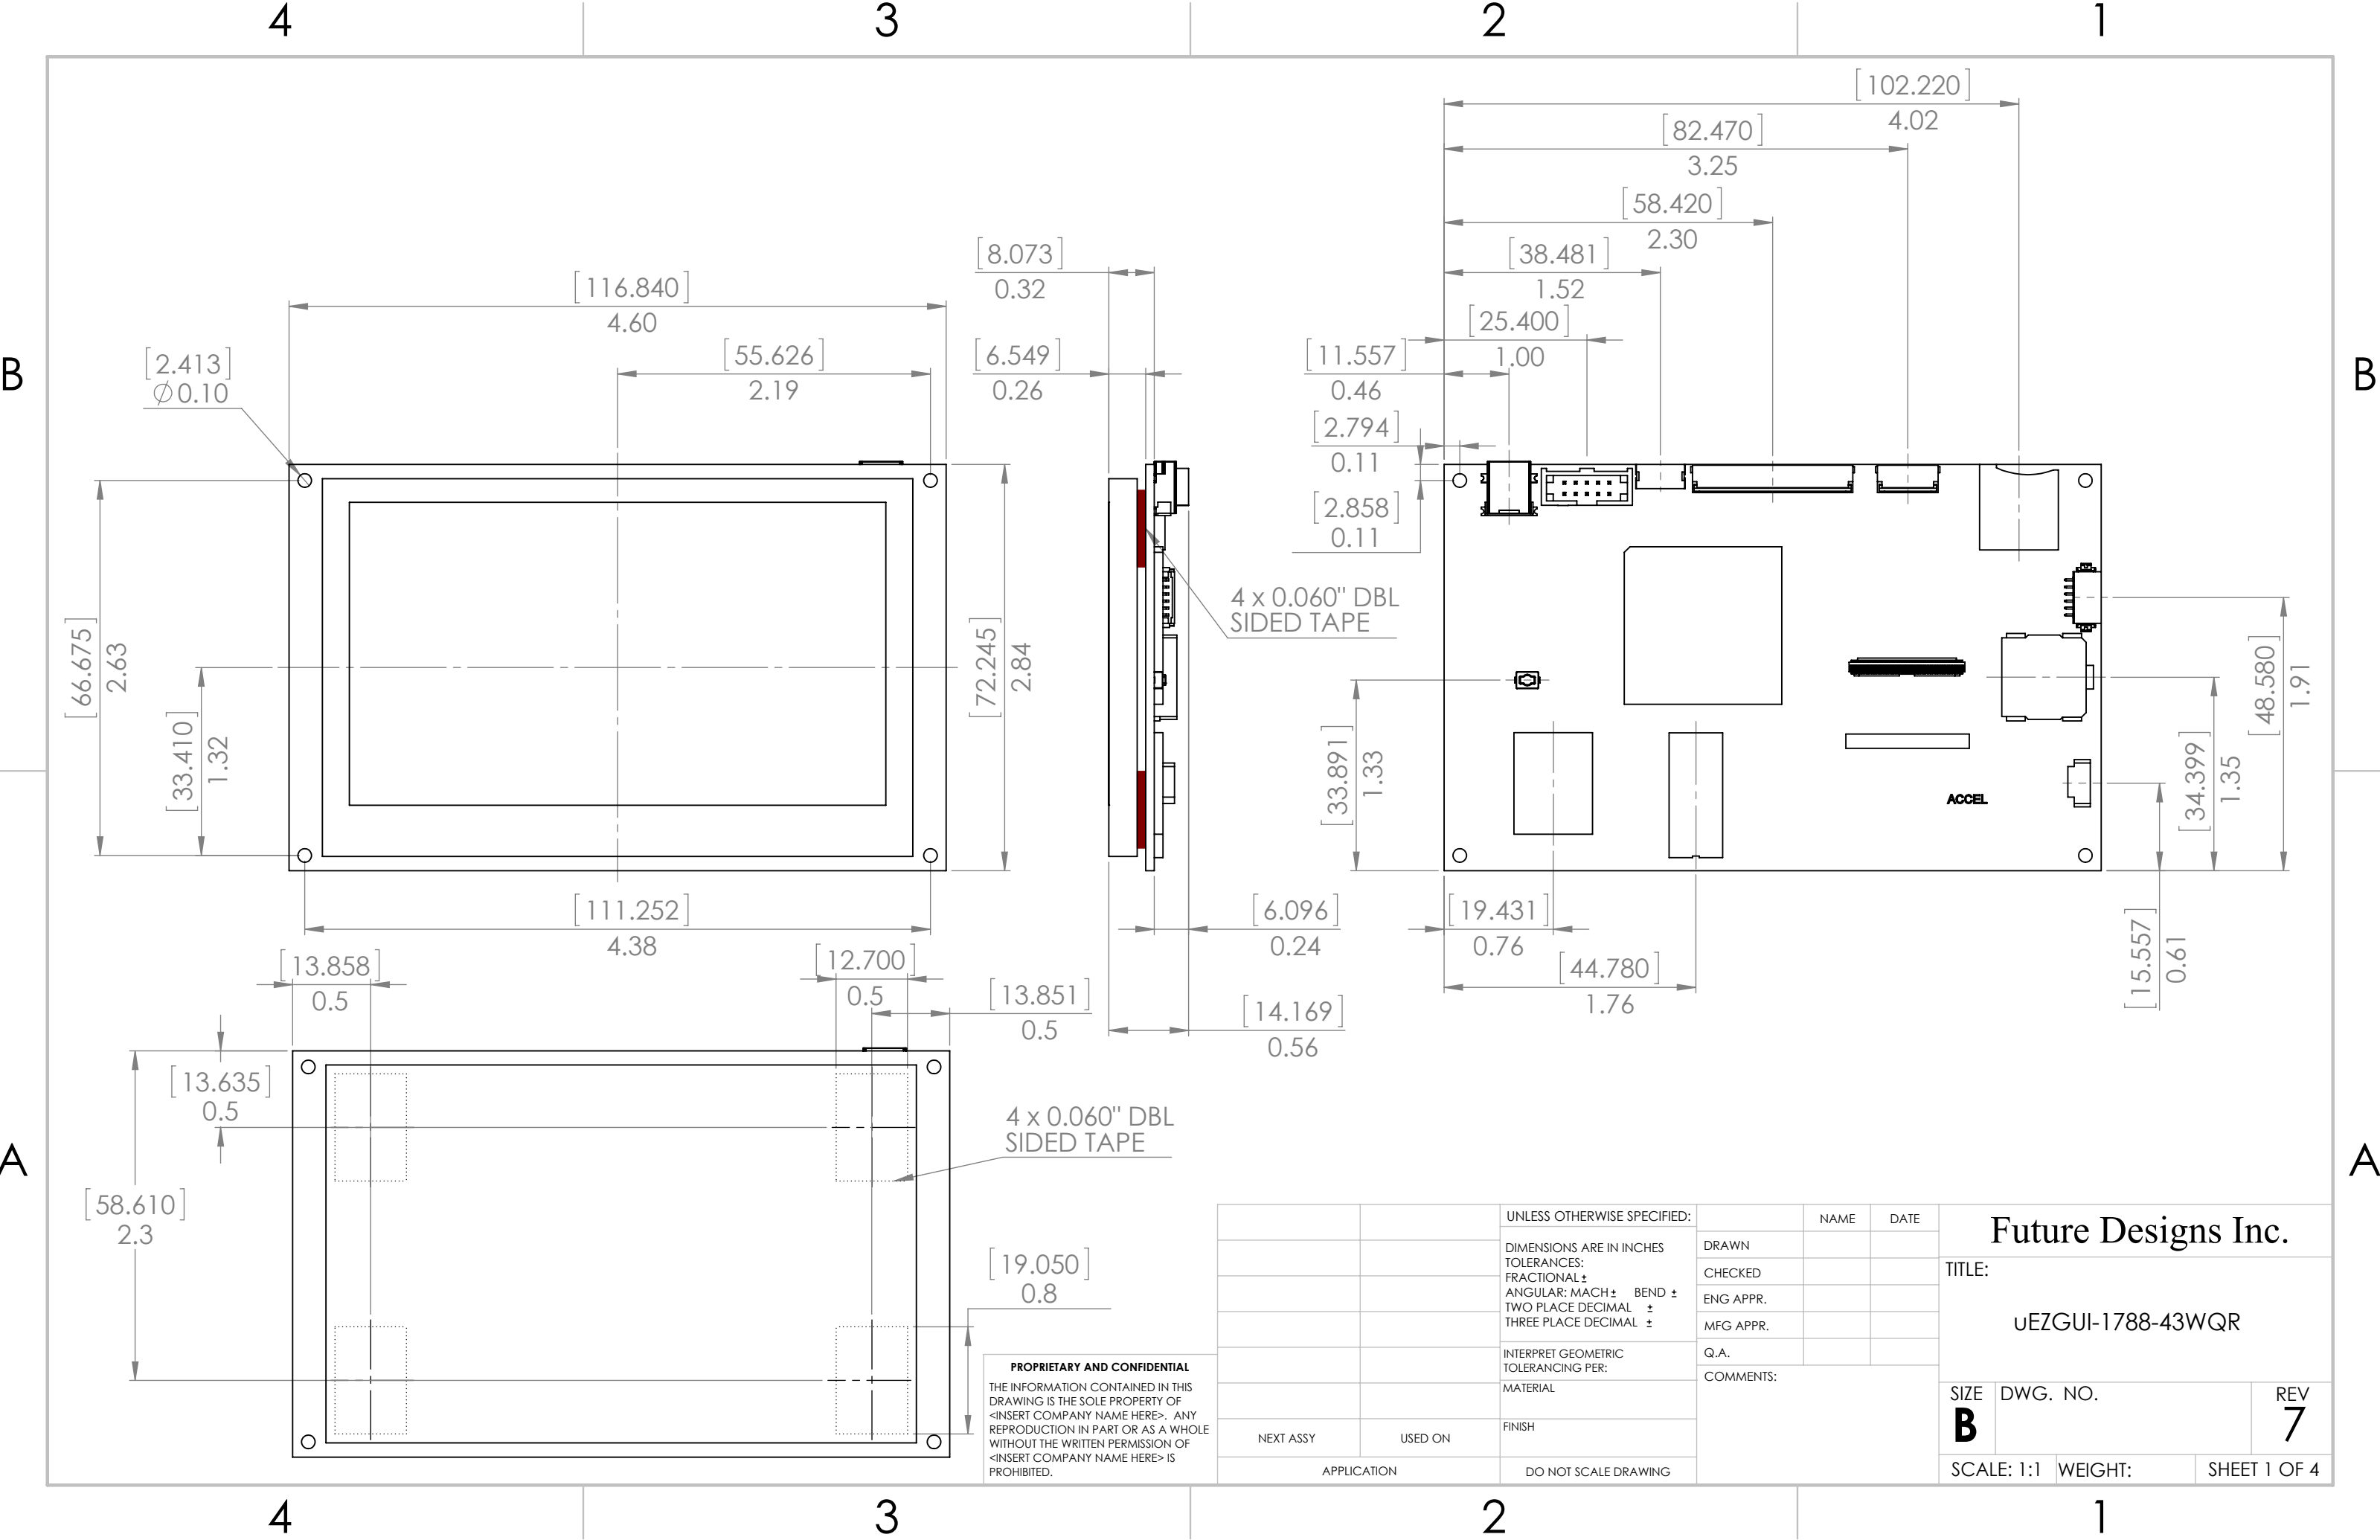 4 3 2 1
[102.220]
4.02
[82.470]
3.25
[58.420]
2.30
[38.481]
1.52
[25.400]
1.00
[11.557]
0.46
[2.794]
0.11
[2.858]
0.11
[8.073]
0.32
[6.549]
0.26
[116.840]
4.60
[55.626]
2.19
[2.413]
∅0.10
B
B
[66.675]
2.63
[33.410]
1.32
[72.245]
2.84
4 x 0.060" DBL
SIDED TAPE
[33.891]
1.33
ACCEL
[48.580]
1.91
[34.399]
1.35
[15.557]
0.61
[111.252]
4.38
[6.096]
0.24
[14.169]
0.56
[19.431]
0.76
[44.780]
1.76
[13.858]
0.5
[12.700]
0.5
[13.851]
0.5
[13.635]
0.5
4 x 0.060" DBL
SIDED TAPE
A
A
[58.610]
2.3
[19.050]
0.8
PROPRIETARY AND CONFIDENTIAL
THE INFORMATION CONTAINED IN THIS
DRAWING IS THE SOLE PROPERTY OF
<INSERT COMPANY NAME HERE>. ANY
REPRODUCTION IN PART OR AS A WHOLE
WITHOUT THE WRITTEN PERMISSION OF
<INSERT COMPANY NAME HERE> IS
PROHIBITED.
NEXT ASSY USED ON
APPLICATION
UNLESS OTHERWISE SPECIFIED:
DIMENSIONS ARE IN INCHES
TOLERANCES:
FRACTIONAL ±
ANGULAR: MACH ± BEND ±
TWO PLACE DECIMAL ±
THREE PLACE DECIMAL ±
INTERPRET GEOMETRIC
TOLERANCING PER:
MATERIAL
FINISH
DO NOT SCALE DRAWING
NAME DATE
DRAWN
CHECKED
ENG APPR.
MFG APPR.
Q.A.
COMMENTS:
Future Designs Inc.
TITLE:
uEZGUI-1788-43WQR
SIZE DWG. NO. REV
B 7
SCALE: 1:1 WEIGHT: SHEET 1 OF 4
4 3 2 1